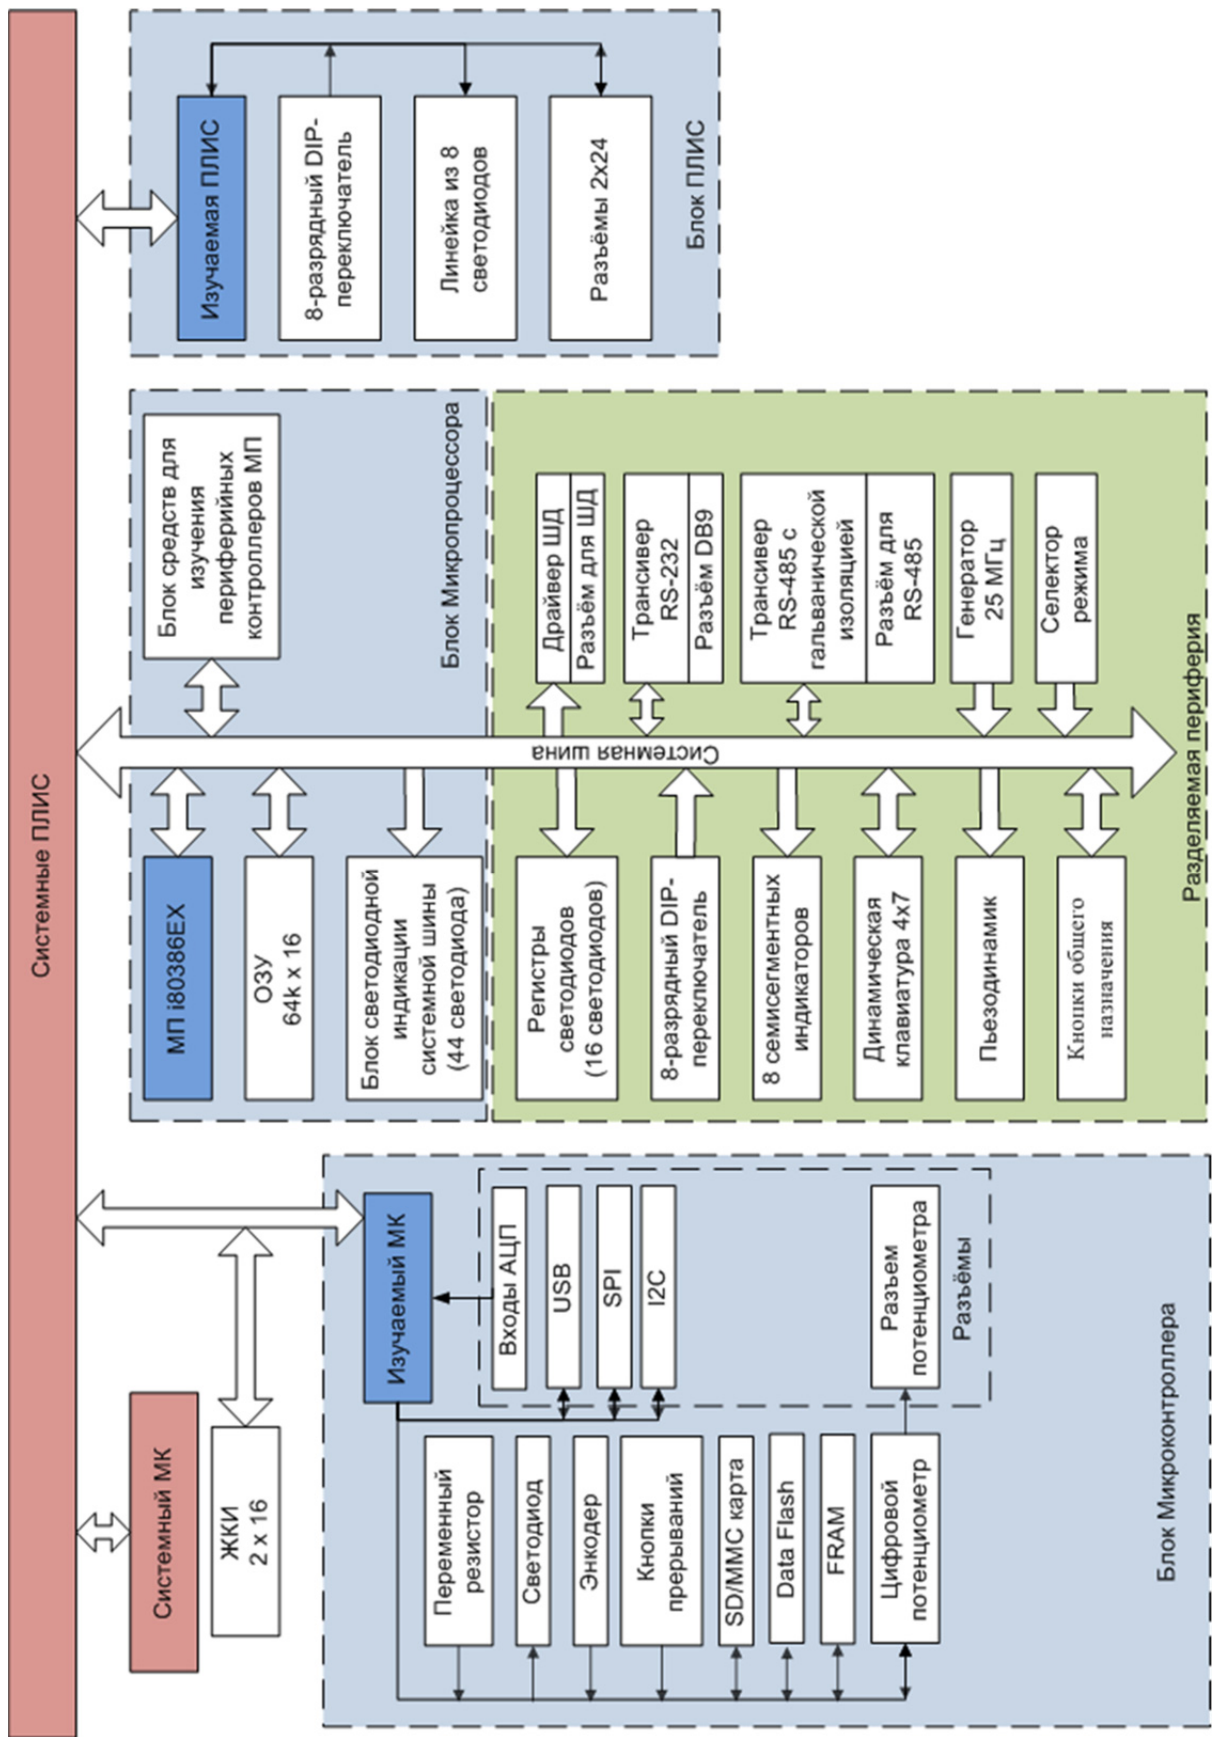 Системные ПЛИС
Системный МК
ЖКИ
2 x 16
Изучаемый МК
Переменный
резистор
Светодиод
Энкодер
Кнопки
прерываний
SD/MMC карта
Data Flash
FRAM
Цифровой
потенциометр
Входы АЦП
USB
SPI
I2C
Разъем
потенциометра
Разъёмы
Блок Микроконтроллера
МП i80386EX
ОЗУ
64k x 16
Блок светодиодной
индикации
системной шины
(44 светодиода)
Блок средств для
изучения
периферийных
контроллеров МП
Блок Микропроцессора
Системная шина
Регистры
светодиодов
(16 светодиодов)
8-разрядный DIP-
переключатель
8 семисегментных
индикаторов
Динамическая
клавиатура 4x7
Пьезодинамик
Кнопки общего
назначения
Драйвер ШД
Разъём для ШД
Трансивер
RS-232
Разъём DB9
Трансивер
RS-485 с
гальванической
изоляцией
Разъём для
RS-485
Генератор
25 МГц
Селектор
режима
Разделяемая периферия
Изучаемая ПЛИС
8-разрядный DIP-
переключатель
Линейка из 8
светодиодов
Разъёмы 2x24
Блок ПЛИС